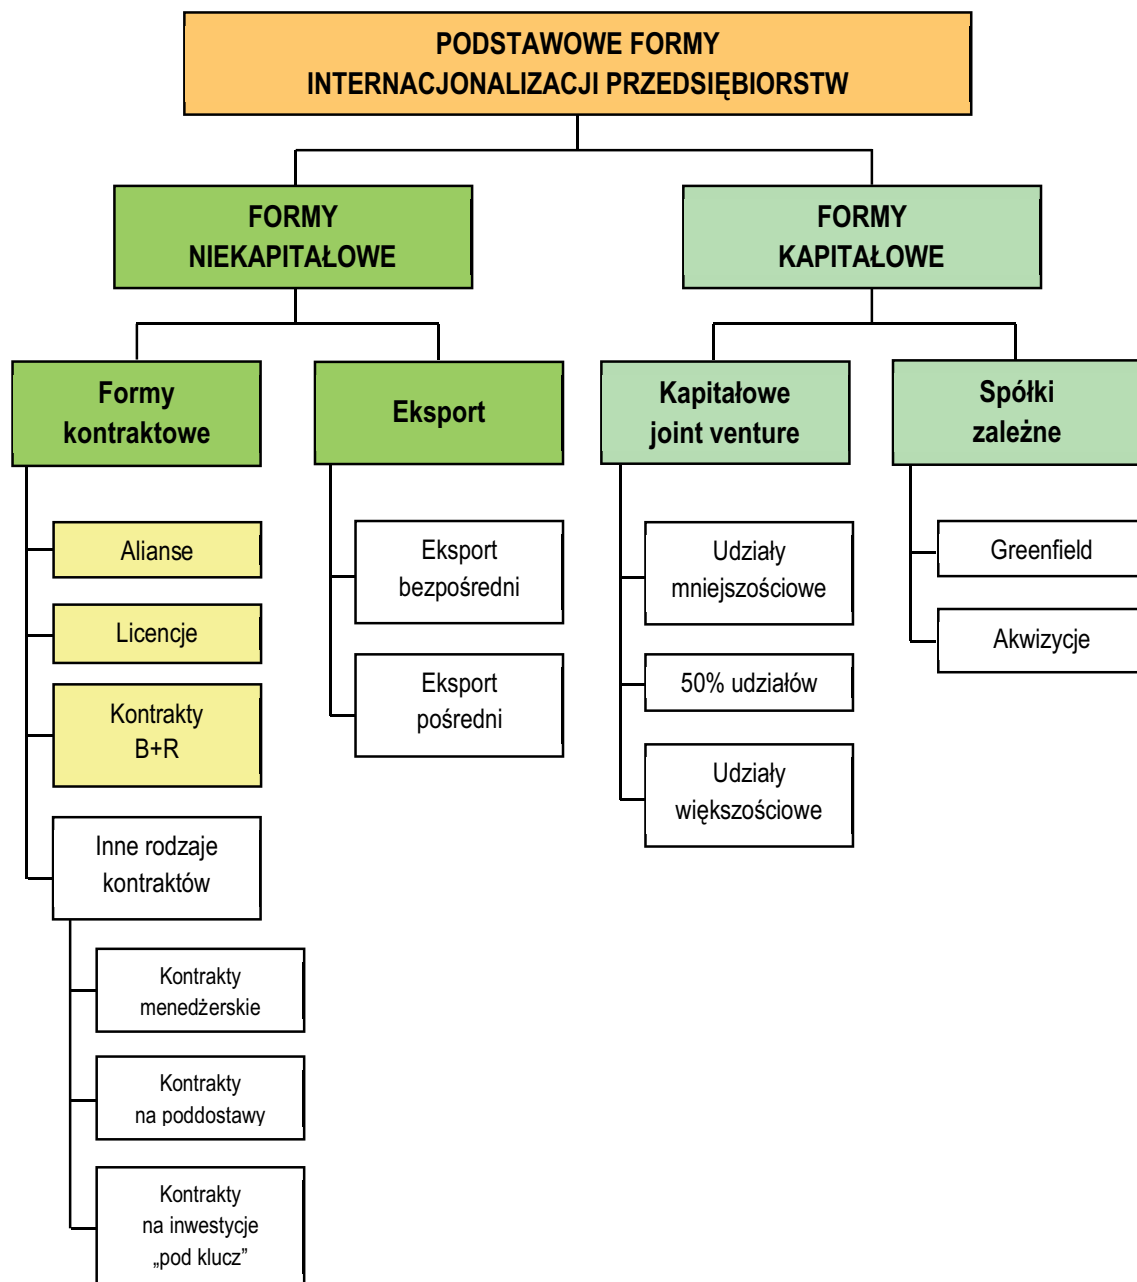 PODSTAWOWE FORMY
INTERNACJONALIZACJI PRZEDSIĘBIORSTW
FORMY
NIEKAPITAŁOWE
FORMY
KAPITAŁOWE
Formy
kontraktowe
Eksport
Kapitałowe
joint venture
Spółki
zależne
Alianse
Licencje
Kontrakty
B+R
Inne rodzaje
kontraktów
Kontrakty
menedżerskie
Kontrakty
na poddostawy
Kontrakty
na inwestycje
„pod klucz”
Eksport
bezpośredni
Eksport
pośredni
Udziały
mniejszościowe
50% udziałów
Udziały
większościowe
Greenfield
Akwizycje